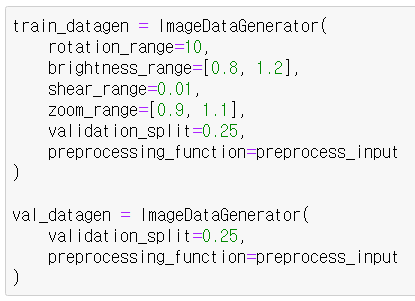 train_datagen = ImageDataGenerator(
    rotation_range=10,
    brightness_range=[0.8, 1.2],
    shear_range=0.01,
    zoom_range=[0.9, 1.1],
    validation_split=0.25,
    preprocessing_function=preprocess_input
)

val_datagen = ImageDataGenerator(
    validation_split=0.25,
    preprocessing_function=preprocess_input
)